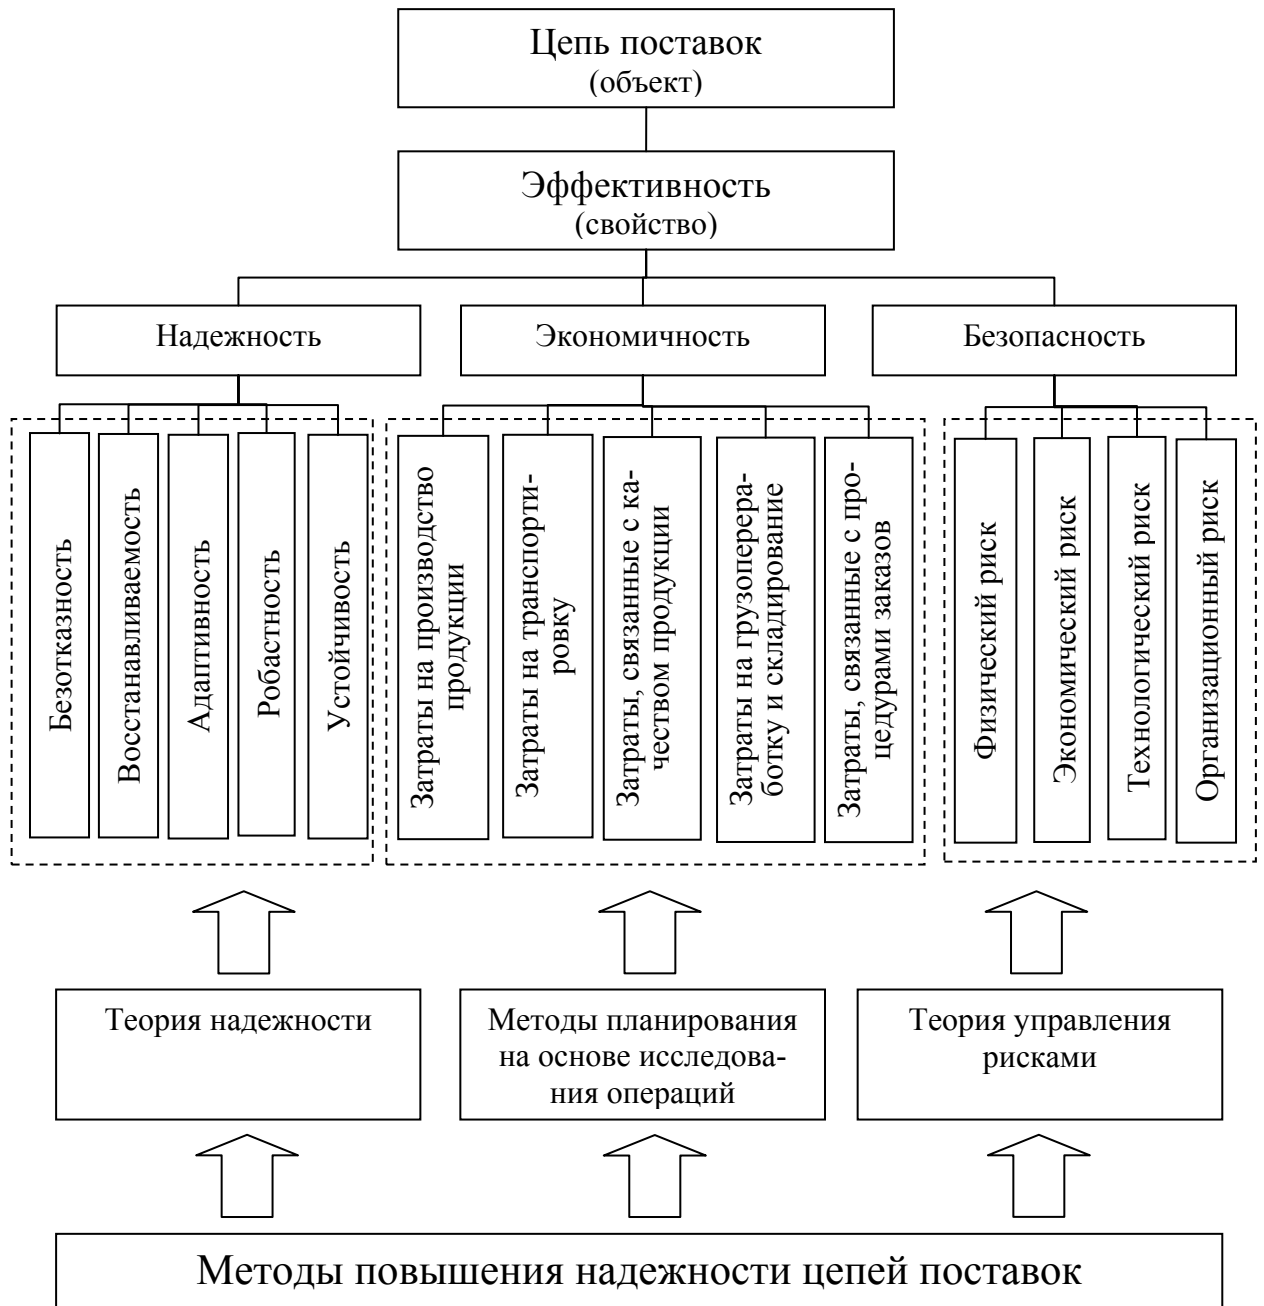 Цепь поставок
(объект)
Эффективность
(свойство)
Надежность
Экономичность
Безопасность
Безотказность
Восстанавливаемость
Адаптивность
Робастность
Устойчивость
Затраты на производство
продукции
Затраты на транспорти-
ровку
Затраты, связанные с ка-
чеством продукции
Затраты на грузоперера-
ботку и складирование
Затраты, связанные с про-
цедурами заказов
Физический риск
Экономический риск
Технологический риск
Организационный риск
Теория надежности
Методы планирования
на основе исследова-
ния операций
Теория управления
рисками
Методы повышения надежности цепей поставок